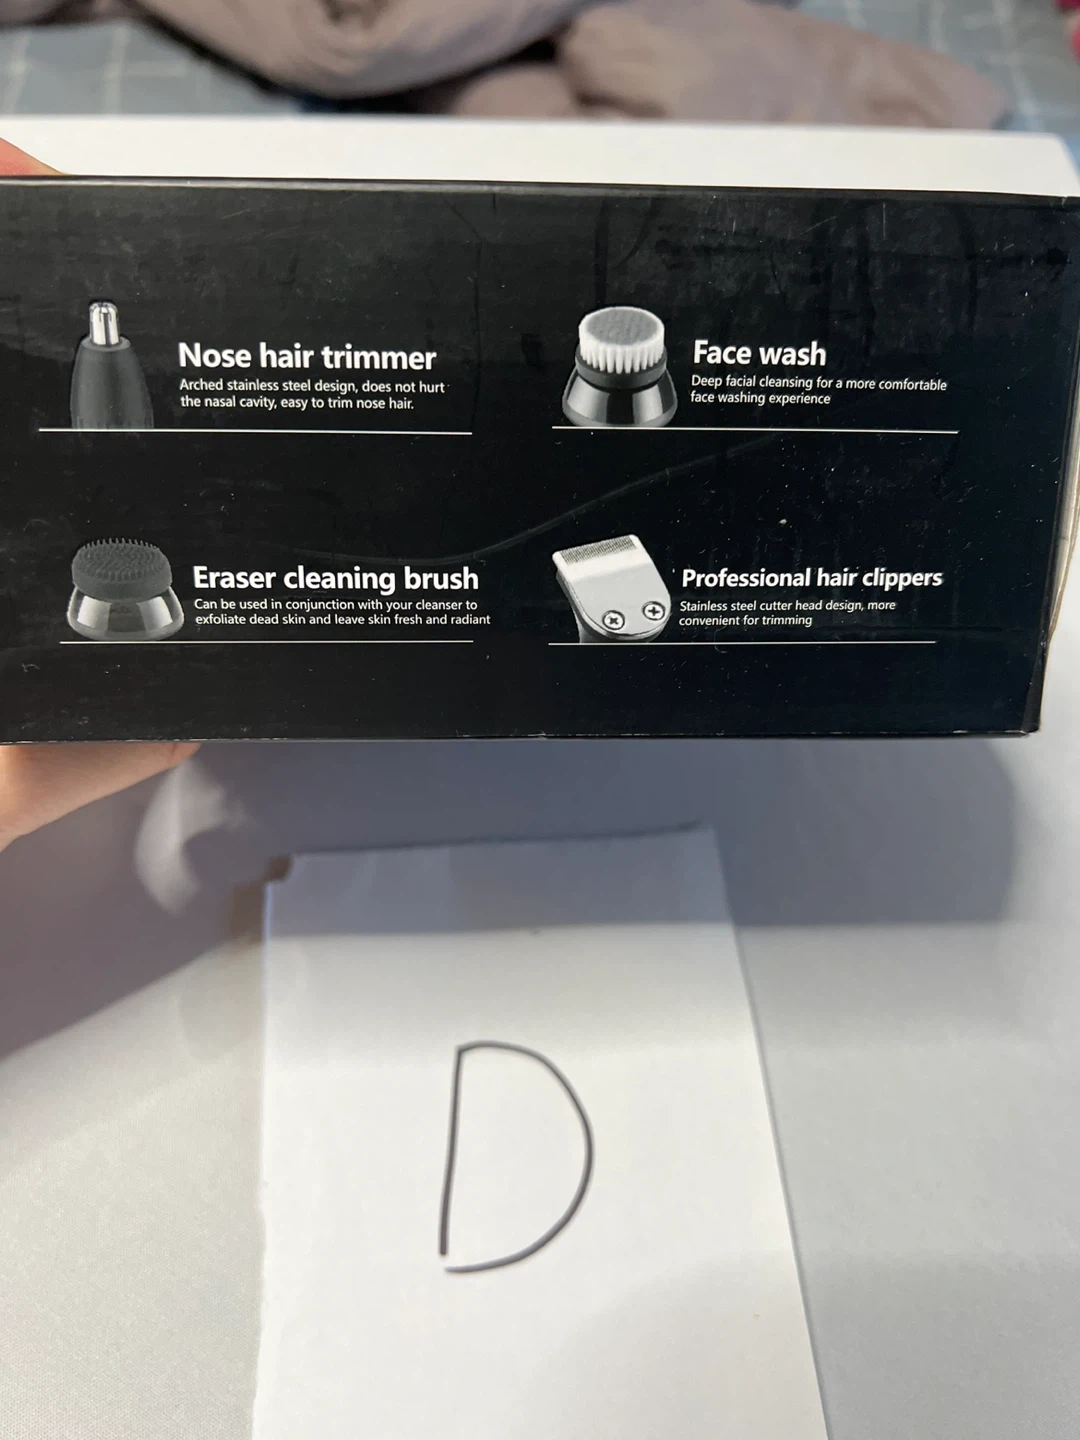 Nose hair trimmer
Arched stainless steel design, does not hurt
the nasal cavity, easy to trim nose hair.
Face wash
Deep facial cleansing for a more comfortable
face washing experience
Eraser cleaning brush
Can be used in conjunction with your cleanser to
exfoliate dead skin and leave skin fresh and radiant
Professional hair clippers
Stainless steel cutter head design, more
convenient for trimming
D